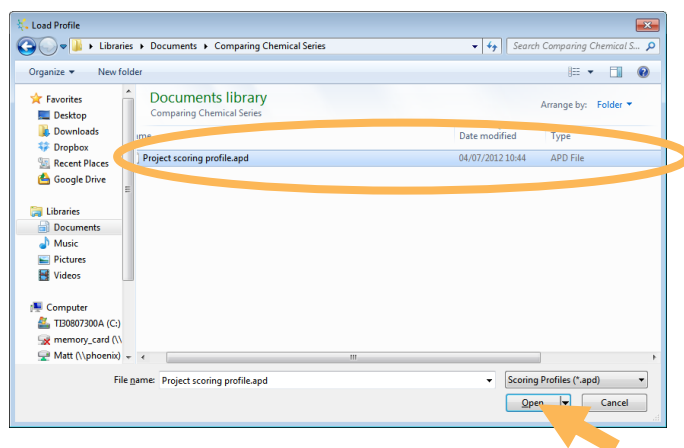 Load Profile
Libraries Documents Comparing Chemical Series
Search Comparing Chemical S...
Organize New folder
Favorites
Desktop
Downloads
Dropbox
Recent Places
Google Drive
Libraries
Documents
Music
Pictures
Videos
Computer
TI30807300A (C:)
memory_card (\\
Matt (\\phoenix)
Documents library
Comparing Chemical Series
Arrange by: Folder
Date modified Type
Project scoring profile.apd 04/07/2012 10:44 APD File
File name: Project scoring profile.apd
Scoring Profiles (*.apd)
Open Cancel